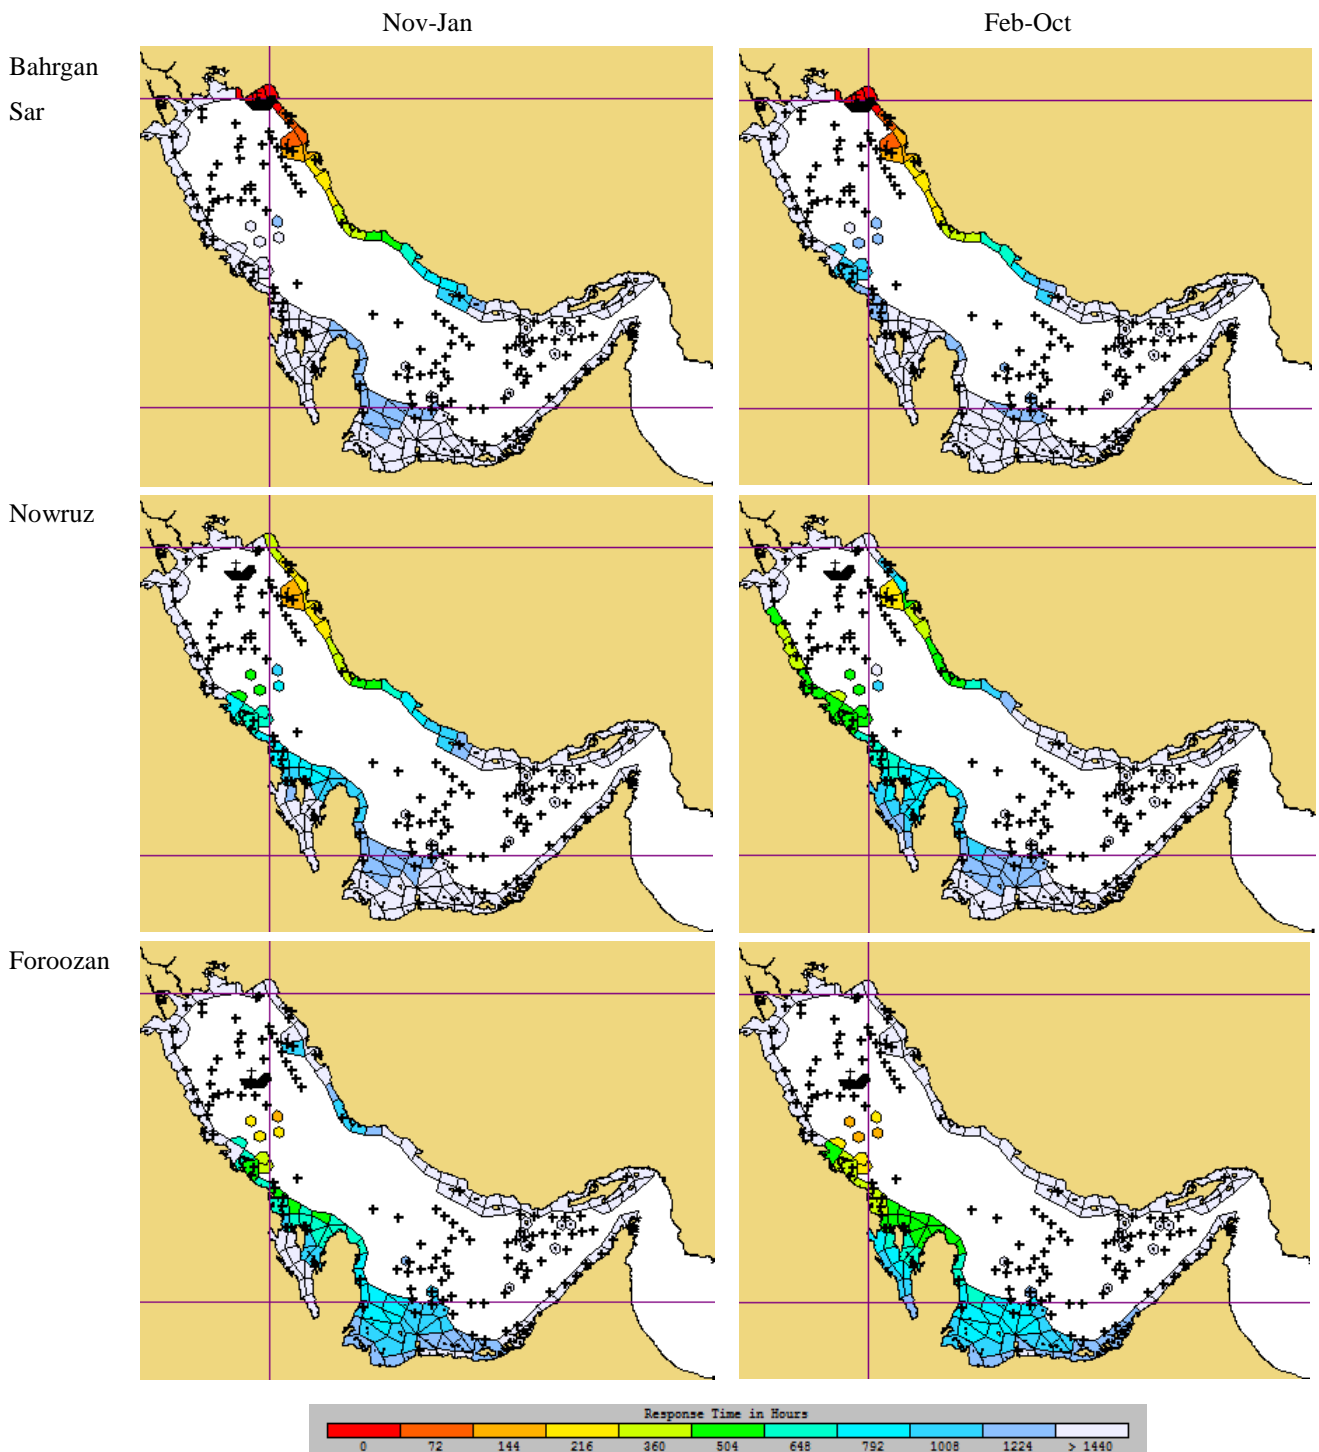 Nov-Jan
Feb-Oct
Bahrgan
Sar
Nowruz
Foroozan
Response Time in Hours
0 72 144 216 360 504 648 792 1008 1224 > 1440